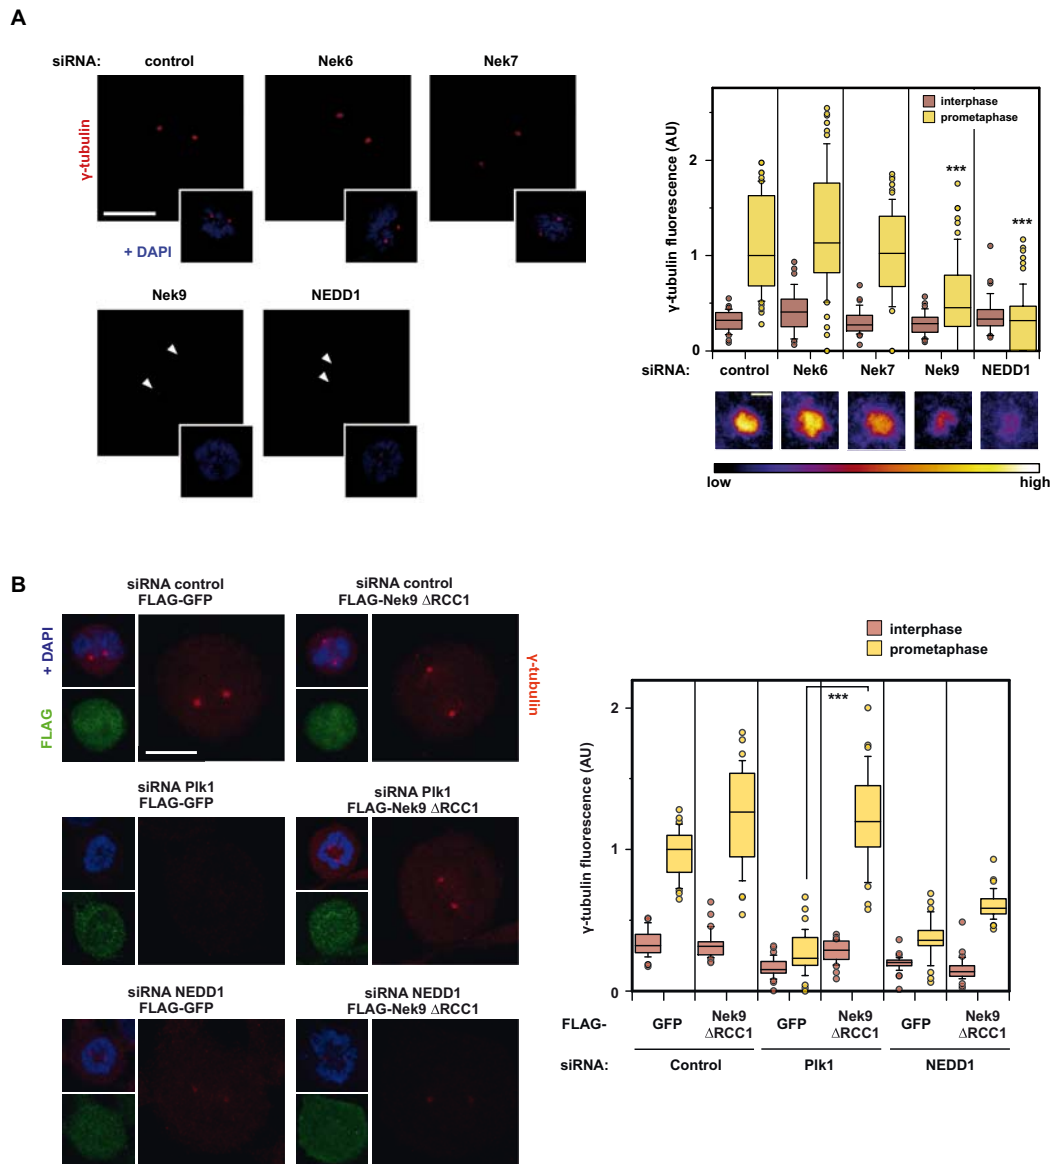 A
siRNA: control Nek6 Nek7
γ-tubulin
+ DAPI
Nek9 NEDD1
interphase
prometaphase
γ-tubulin fluorescence (AU)
2
1
0
***
***
siRNA: control Nek6 Nek7 Nek9 NEDD1
low high
B
siRNA control
FLAG-GFP
siRNA control
FLAG-Nek9 ΔRCC1
+ DAPI
FLAG
γ-tubulin
siRNA Plk1
FLAG-GFP
siRNA Plk1
FLAG-Nek9 ΔRCC1
siRNA NEDD1
FLAG-GFP
siRNA NEDD1
FLAG-Nek9 ΔRCC1
interphase
prometaphase
γ-tubulin fluorescence (AU)
2
1
0
***
FLAG- GFP Nek9 ΔRCC1 GFP Nek9 ΔRCC1 GFP Nek9 ΔRCC1
siRNA: Control Plk1 NEDD1